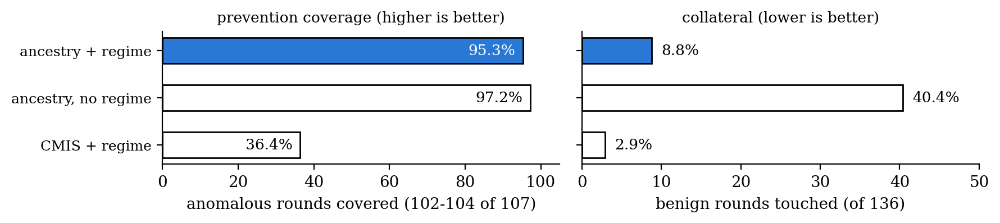 prevention coverage (higher is better)
collateral (lower is better)
ancestry + regime
95.3%
8.8%
ancestry, no regime
97.2%
40.4%
CMIS + regime
36.4%
2.9%
0 20 40 60 80 100
0 10 20 30 40 50
anomalous rounds covered (102-104 of 107)
benign rounds touched (of 136)